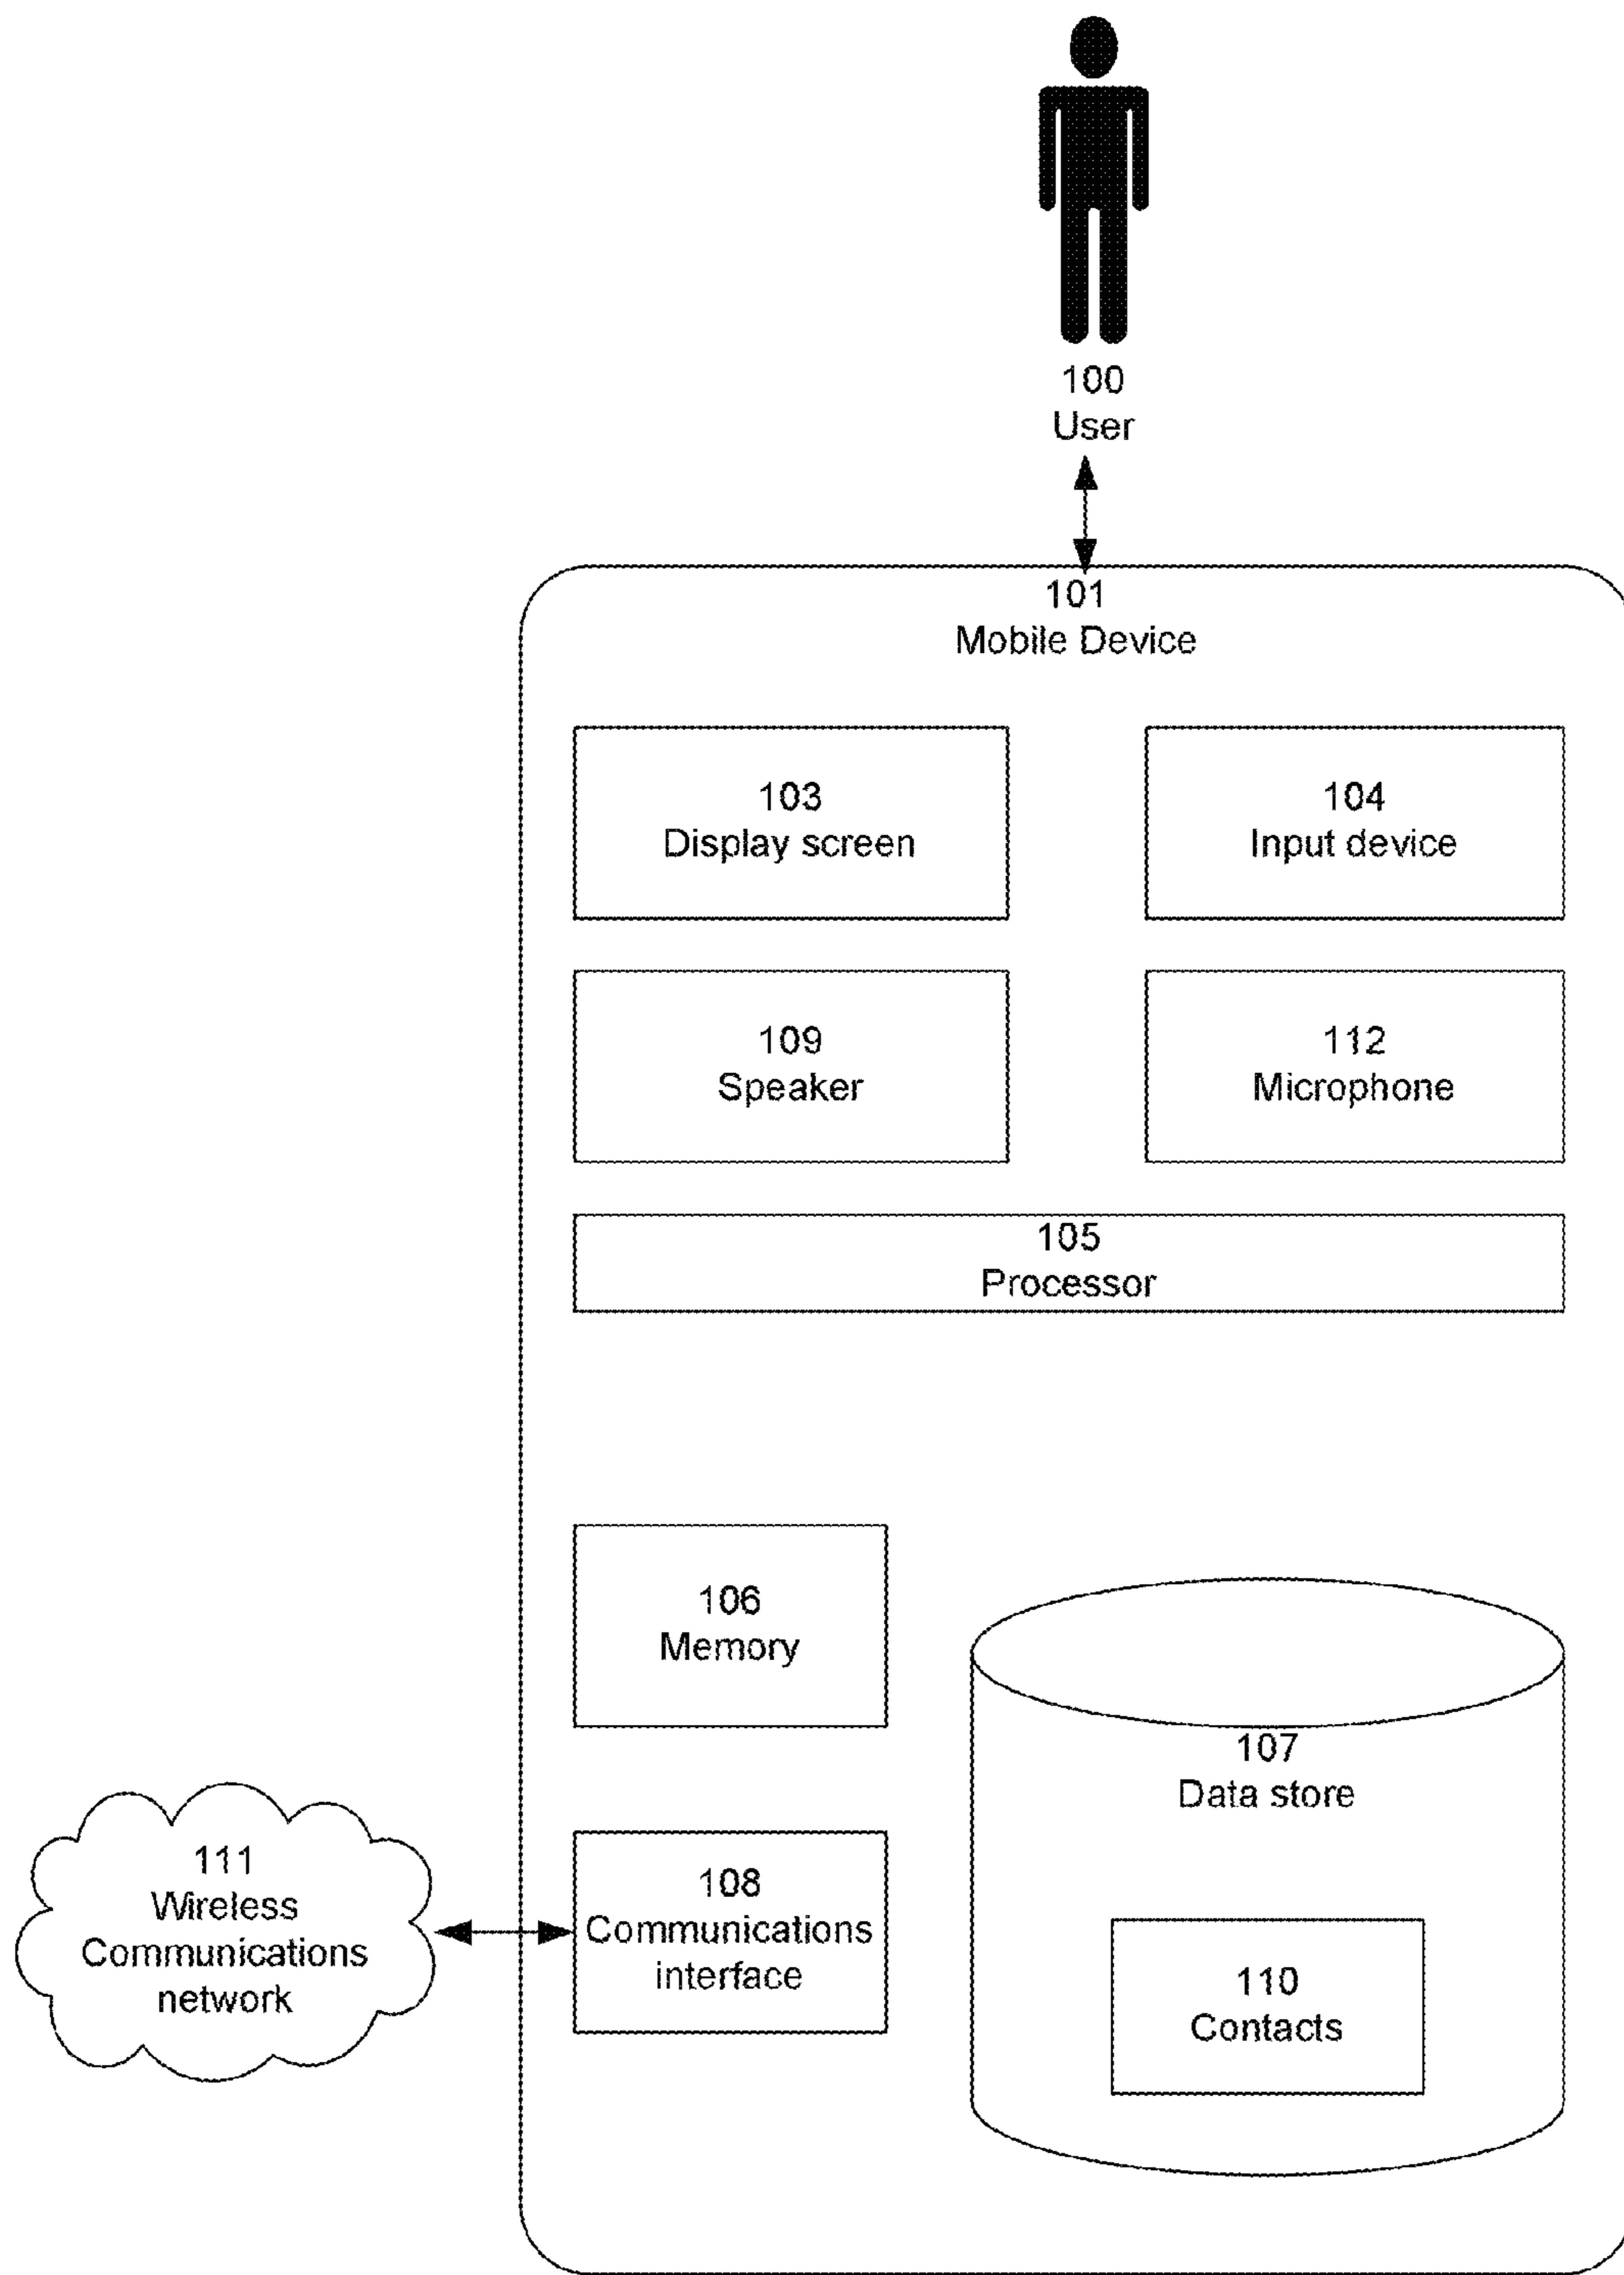 100
User
101
Mobile Device
103
Display screen
104
Input device
109
Speaker
112
Microphone
105
Processor
106
Memory
107
Data store
111
Wireless
Communications
network
108
Communications
interface
110
Contacts